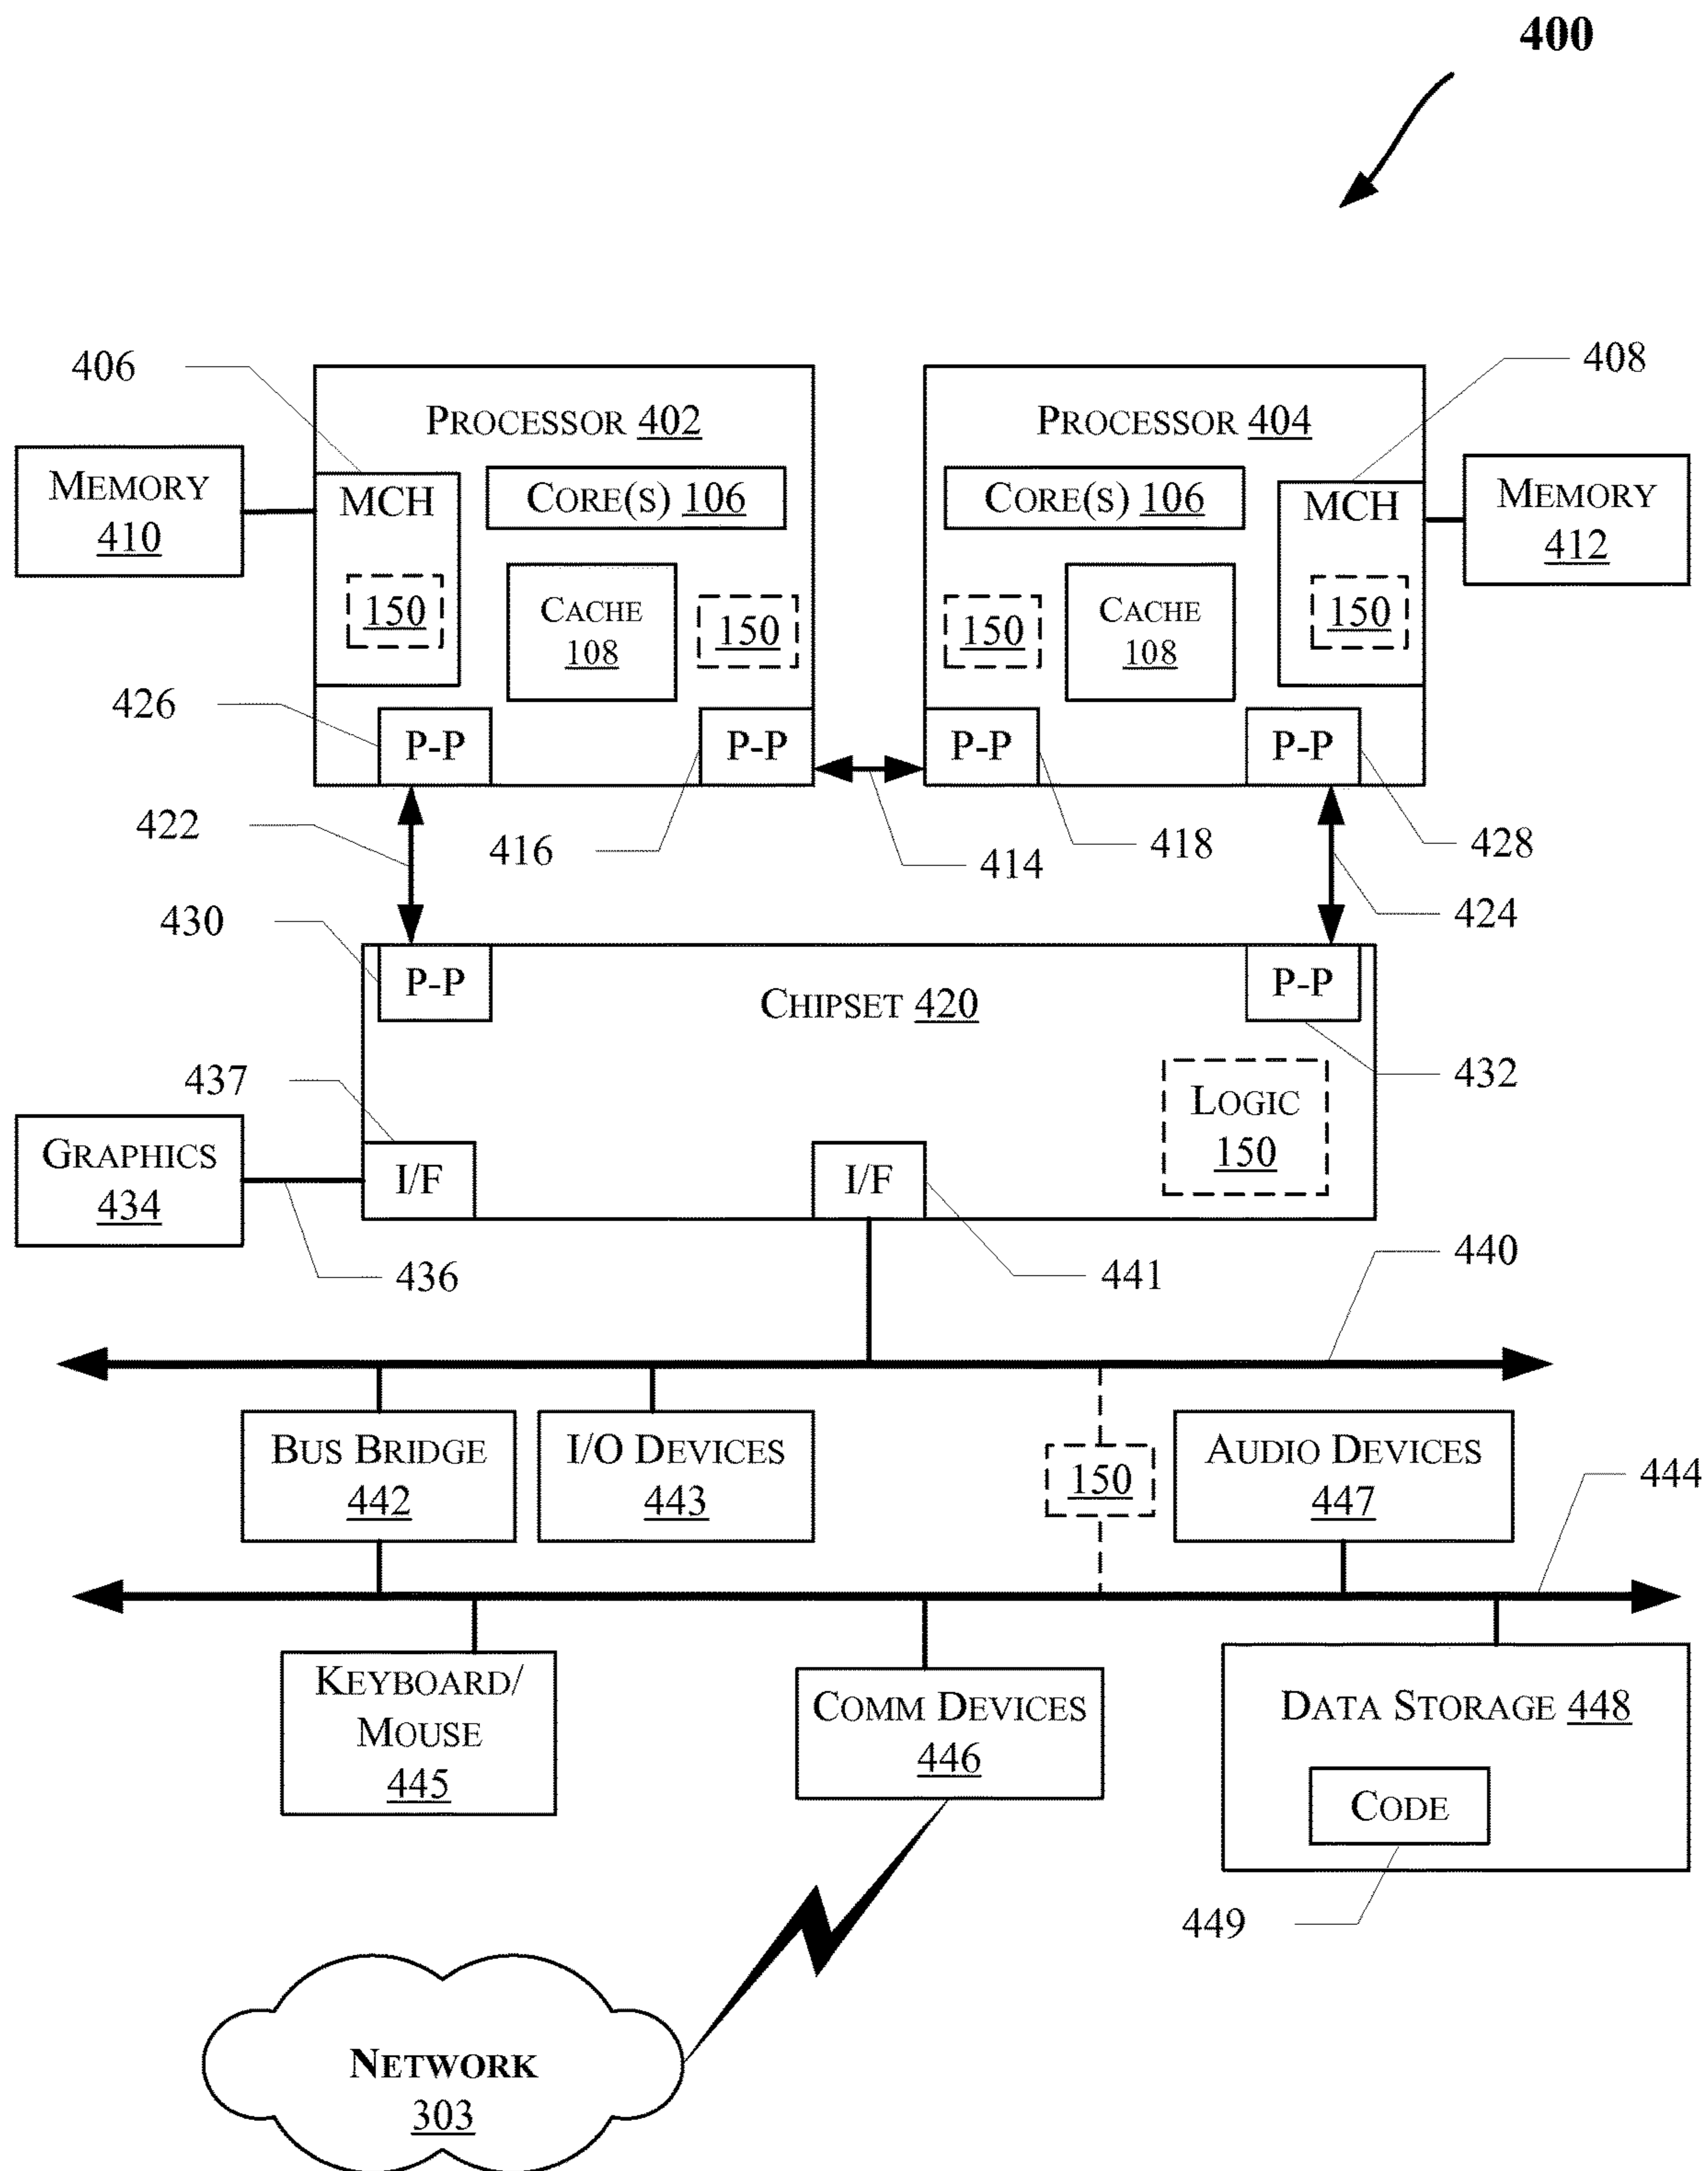 400
406
408
PROCESSOR 402
PROCESSOR 404
MEMORY
410
MCH
CORE(S) 106
CORE(S) 106
MCH
MEMORY
412
150
CACHE
108
150
150
CACHE
108
150
426
P-P
P-P
P-P
P-P
422
416
414
418
428
430
424
P-P
CHIPSET 420
P-P
437
432
LOGIC
150
GRAPHICS
434
I/F
I/F
436
441
440
BUS BRIDGE
442
I/O DEVICES
443
150
AUDIO DEVICES
447
444
KEYBOARD/
MOUSE
445
COMM DEVICES
446
DATA STORAGE 448
CODE
449
NETWORK
303